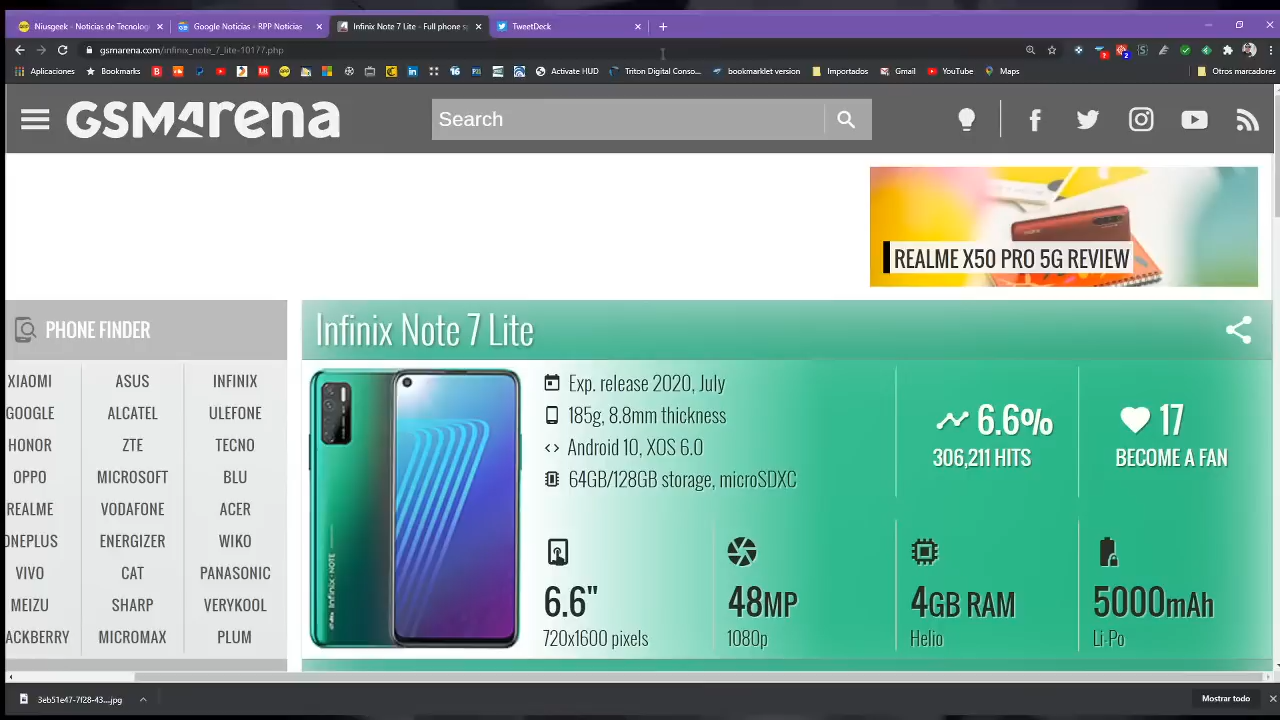 Niusgeek - Noticias de Tecnolog
Google Noticias - RPP Noticias
Infinix Note 7 Lite - Full phone s
TweetDeck
gsmarena.com/infinix_note_7_lite-10177.php
Aplicaciones
Bookmarks
Activate HUD
Triton Digital Conso...
bookmarklet version
Importados
Gmail
YouTube
Maps
Otros marcadores
GSMArena
Search
REALME X50 PRO 5G REVIEW
PHONE FINDER
XIAOMI ASUS INFINIX
GOOGLE ALCATEL ULEFONE
HONOR ZTE TECNO
OPPO MICROSOFT BLU
REALME VODAFONE ACER
ONEPLUS ENERGIZER WIKO
VIVO CAT PANASONIC
MEIZU SHARP VERYKOOL
ACKBERRY MICROMAX PLUM
Infinix Note 7 Lite
Infinix NOTE
Exp. release 2020, July
185g, 8.8mm thickness
Android 10, XOS 6.0
64GB/128GB storage, microSDXC
6.6%
306,211 HITS
17
BECOME A FAN
6.6"
720x1600 pixels
48MP
1080p
4GB RAM
Helio
5000mAh
Li-Po
3eb51e47-7f28-43....jpg
Mostrar todo